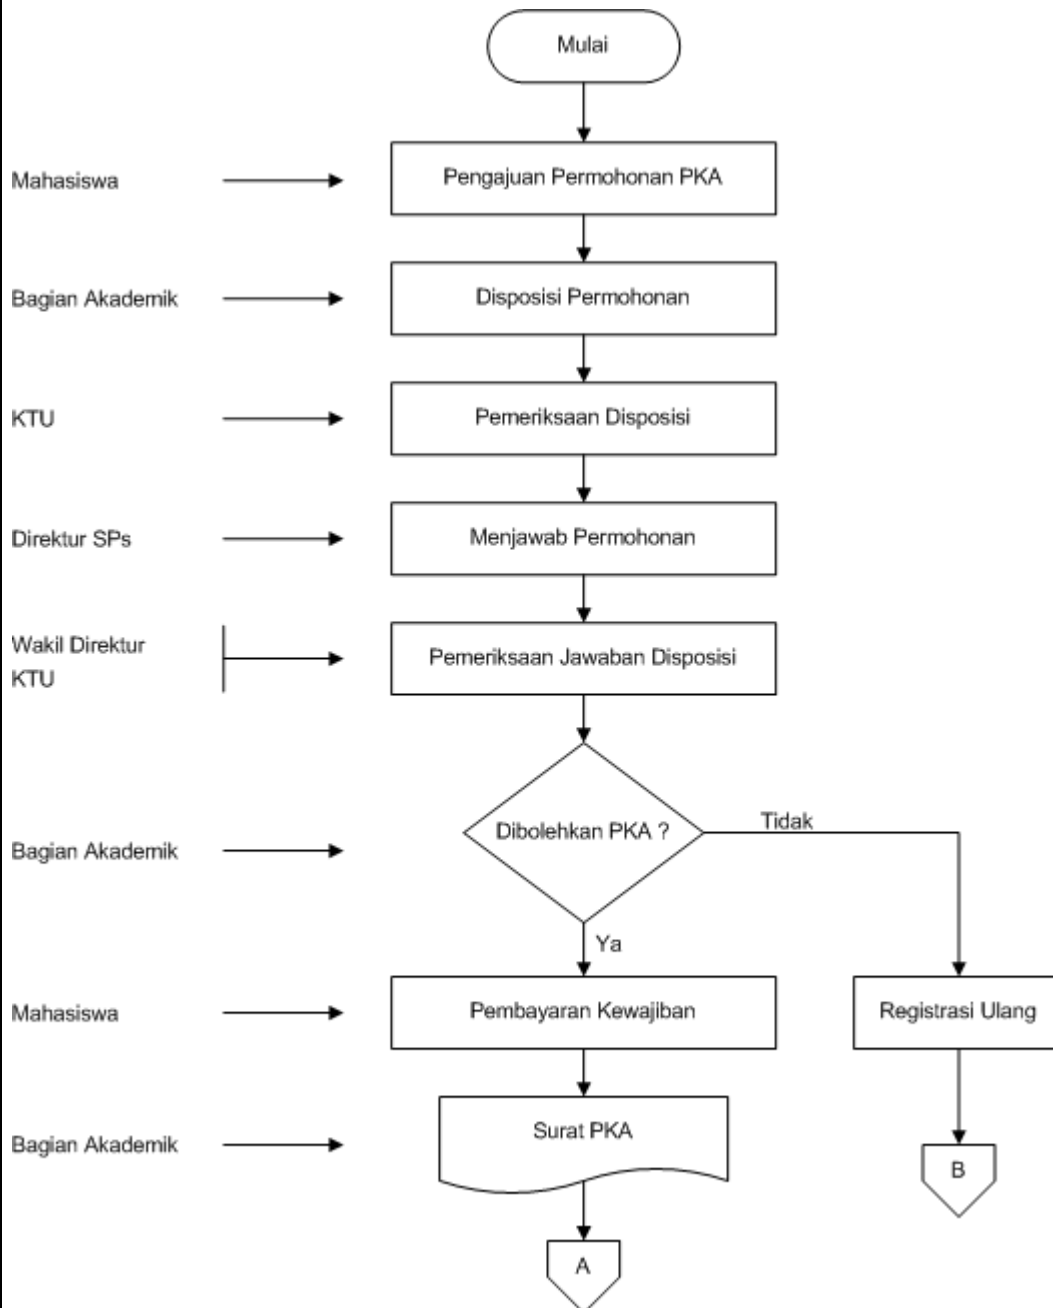 Mulai
Mahasiswa
Pengajuan Permohonan PKA
Bagian Akademik
Disposisi Permohonan
KTU
Pemeriksaan Disposisi
Direktur SPs
Menjawab Permohonan
Wakil Direktur
KTU
Pemeriksaan Jawaban Disposisi
Bagian Akademik
Dibolehkan PKA ?
Tidak
Ya
Mahasiswa
Pembayaran Kewajiban
Registrasi Ulang
Bagian Akademik
Surat PKA
B
A